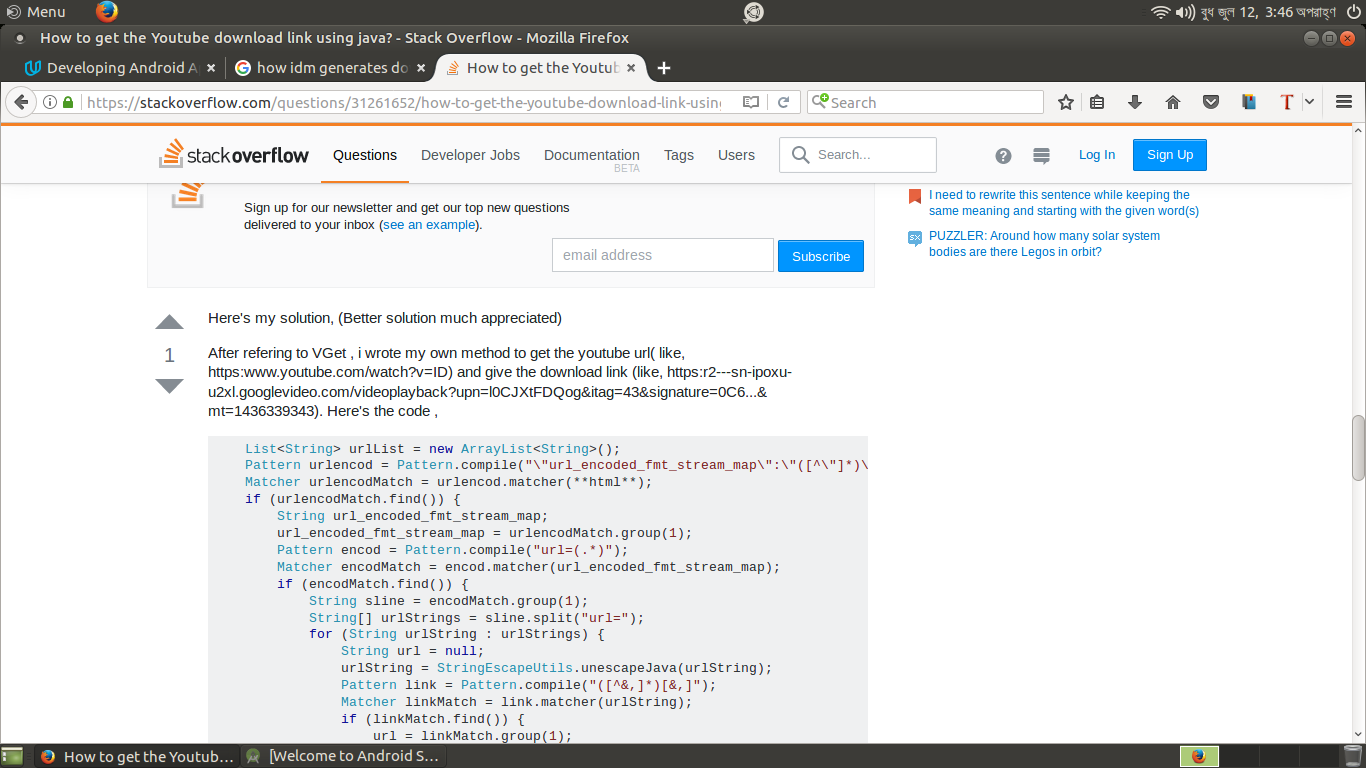 Menu
বুধ জুল 12, 3:46 অপরাহ্ণ
How to get the Youtube download link using java? - Stack Overflow - Mozilla Firefox
Developing Android A
how idm generates do
How to get the Youtub
https://stackoverflow.com/questions/31261652/how-to-get-the-youtube-download-link-using
Search
stackoverflow
Questions
Developer Jobs
Documentation
BETA
Tags
Users
Search...
Log In
Sign Up
Sign up for our newsletter and get our top new questions
delivered to your inbox (see an example).
email address
Subscribe
I need to rewrite this sentence while keeping the
same meaning and starting with the given word(s)
PUZZLER: Around how many solar system
bodies are there Legos in orbit?
1
Here's my solution, (Better solution much appreciated)
After refering to VGet , i wrote my own method to get the youtube url( like,
https:www.youtube.com/watch?v=ID) and give the download link (like, https:r2---sn-ipoxu-
u2xl.googlevideo.com/videoplayback?upn=l0CJXtFDQog&itag=43&signature=0C6...&
mt=1436339343). Here's the code ,
List<String> urlList = new ArrayList<String>();
Pattern urlencod = Pattern.compile("\"url_encoded_fmt_stream_map\":\"([^\"]*)\
Matcher urlencodMatch = urlencod.matcher(**html**);
if (urlencodMatch.find()) {
String url_encoded_fmt_stream_map;
url_encoded_fmt_stream_map = urlencodMatch.group(1);
Pattern encod = Pattern.compile("url=(.*)");
Matcher encodMatch = encod.matcher(url_encoded_fmt_stream_map);
if (encodMatch.find()) {
String sline = encodMatch.group(1);
String[] urlStrings = sline.split("url=");
for (String urlString : urlStrings) {
String url = null;
urlString = StringEscapeUtils.unescapeJava(urlString);
Pattern link = Pattern.compile("([^&,]*)[&,]");
Matcher linkMatch = link.matcher(urlString);
if (linkMatch.find()) {
url = linkMatch.group(1);
How to get the Youtub...
[Welcome to Android S...